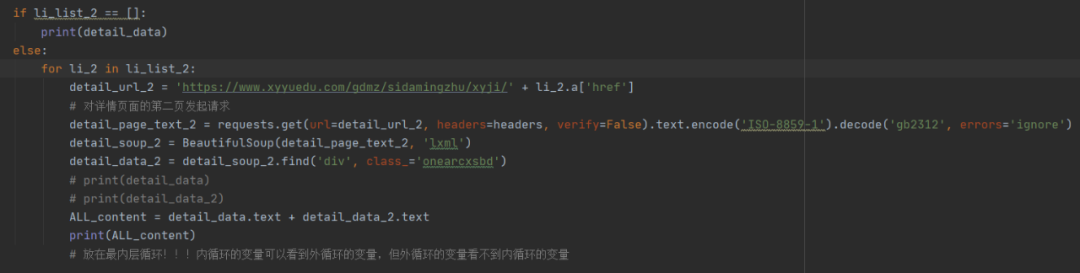 if li_list_2 == []:
    print(detail_data)
else:
    for li_2 in li_list_2:
        detail_url_2 = 'https://www.xyyuedu.com/gdmz/sidamingzhu/xyji/' + li_2.a['href']
        # 对详情页面的第二页发起请求
        detail_page_text_2 = requests.get(url=detail_url_2, headers=headers, verify=False).text.encode('ISO-8859-1').decode('gb2312', errors='ignore')
        detail_soup_2 = BeautifulSoup(detail_page_text_2, 'lxml')
        detail_data_2 = detail_soup_2.find('div', class_='onearcxsbd')
        # print(detail_data)
        # print(detail_data_2)
        ALL_content = detail_data.text + detail_data_2.text
        print(ALL_content)
        # 放在最内层循环！！！内循环的变量可以看到外循环的变量，但外循环的变量看不到内循环的变量